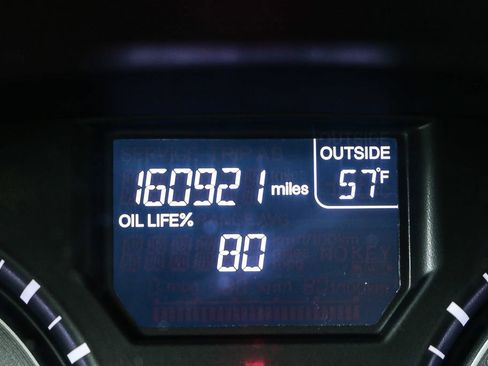 OUTSIDE
160921 miles 57°F
OIL LIFE%
80